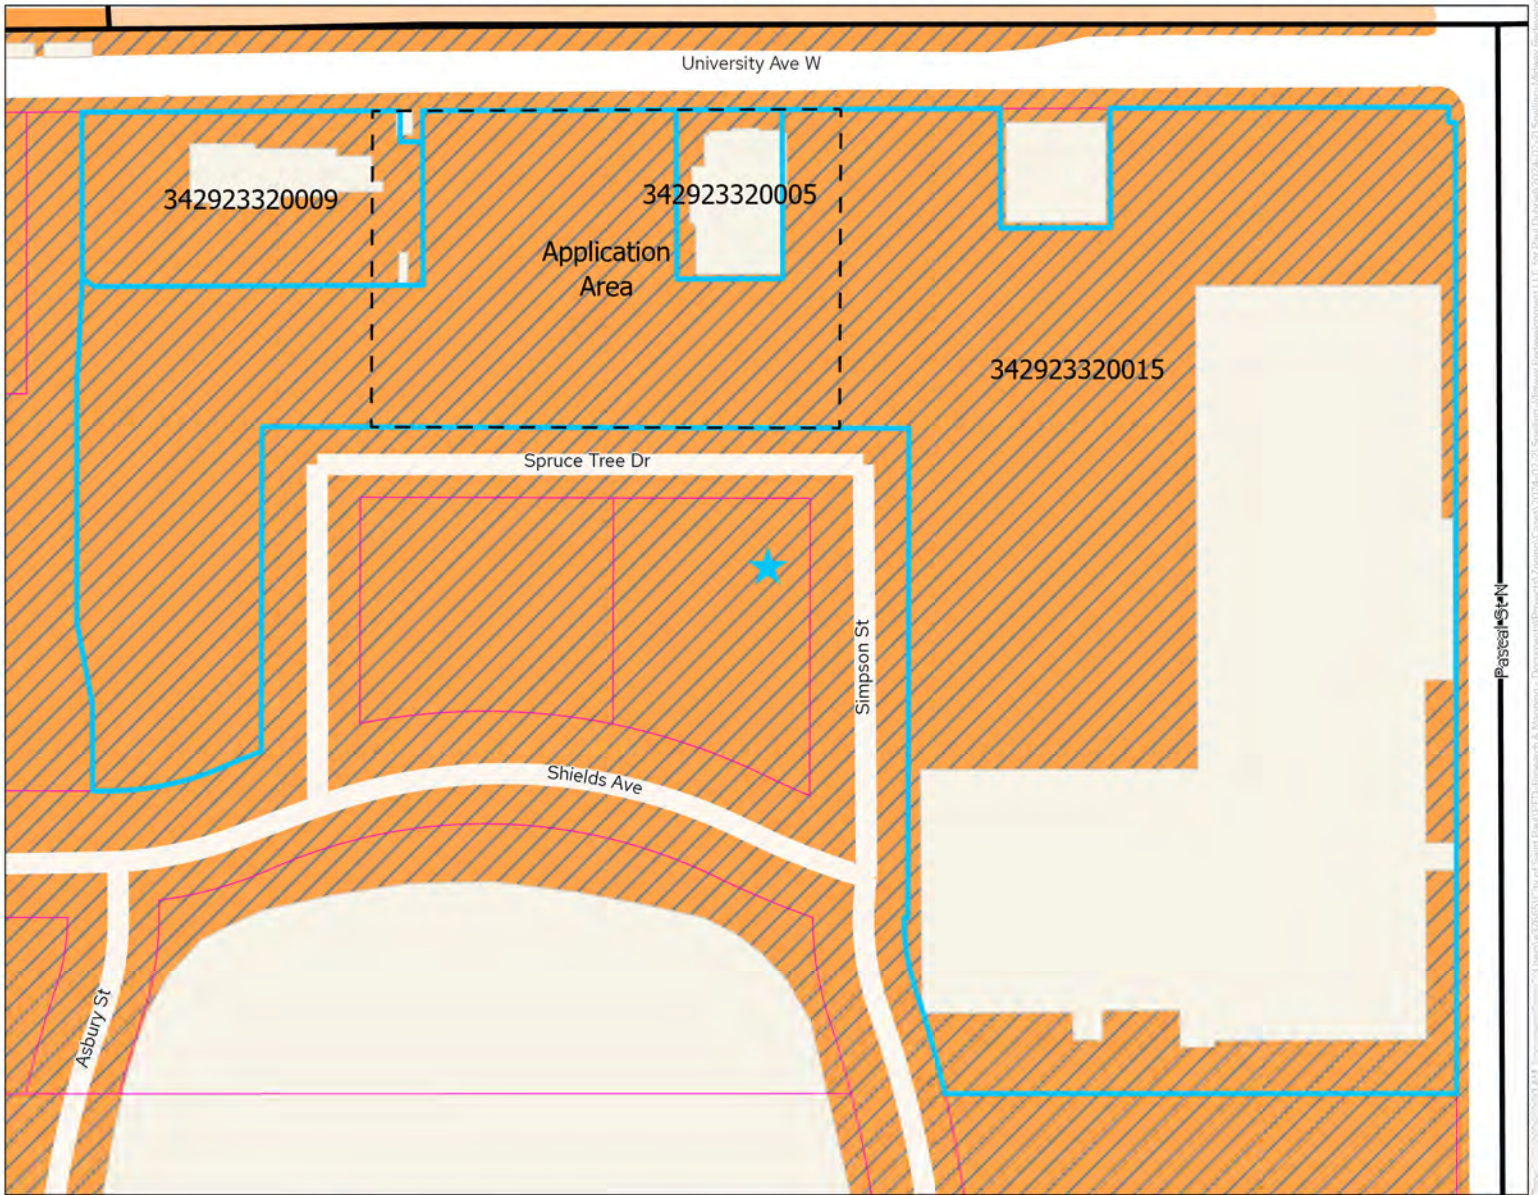 University Ave W
342923320009
342923320005
Application
Area
342923320015
Spruce Tree Dr
Simpson St
Pascal St N
Shields Ave
Asbury St